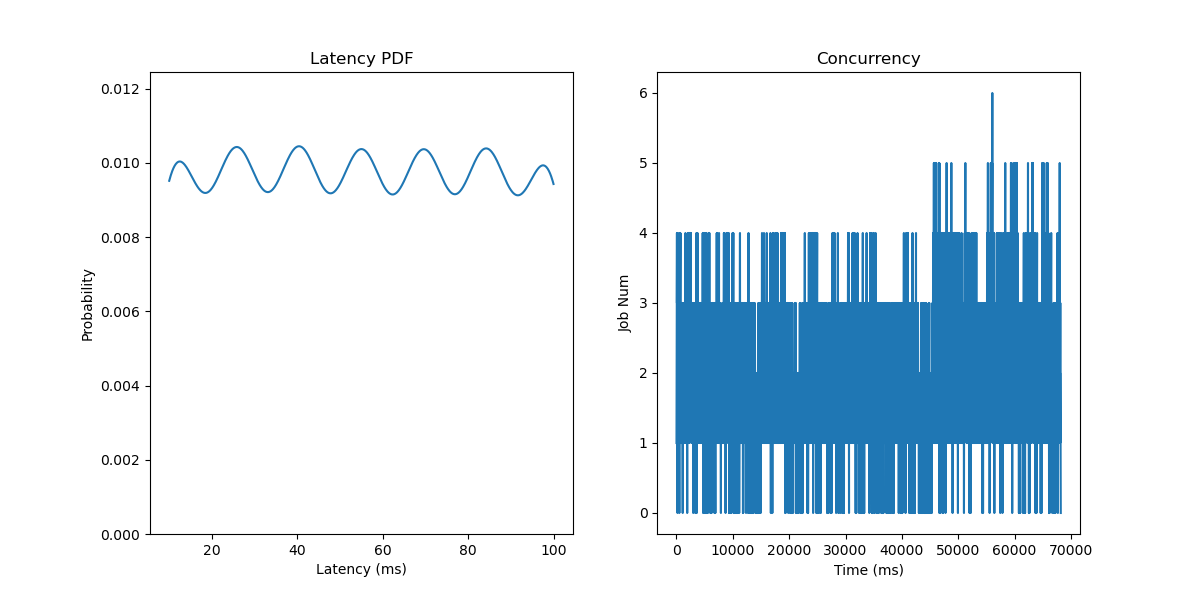 Latency PDF
Probability
0.012
0.010
0.008
0.006
0.004
0.002
0.000
20 40 60 80 100
Latency (ms)
Concurrency
Job Num
6
5
4
3
2
1
0
0 10000 20000 30000 40000 50000 60000 70000
Time (ms)